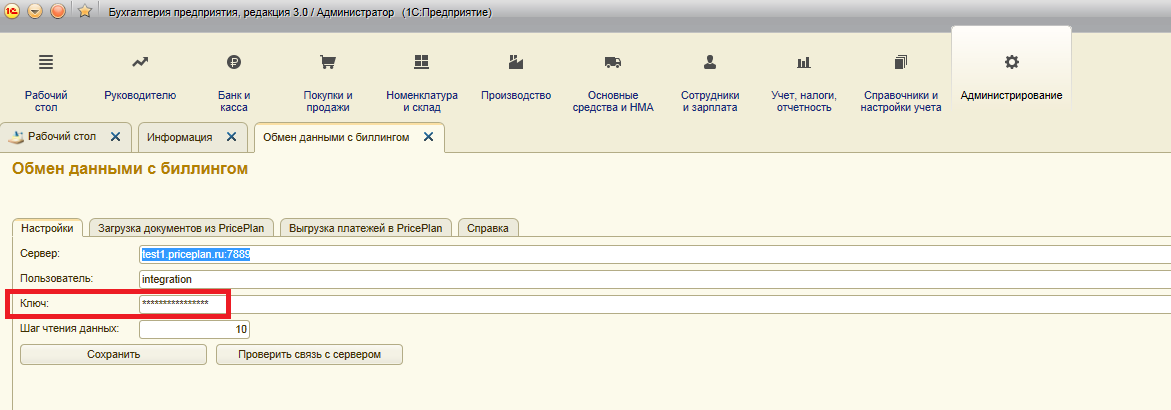 Бухгалтерия предприятия, редакция 3.0 / Администратор (1С:Предприятие)
Рабочий стол
Руководителю
Банк и касса
Покупки и продажи
Номенклатура и склад
Производство
Основные средства и НМА
Сотрудники и зарплата
Учет, налоги, отчетность
Справочники и настройки учета
Администрирование
Рабочий стол
Информация
Обмен данными с биллингом
Обмен данными с биллингом
Настройки
Загрузка документов из PricePlan
Выгрузка платежей в PricePlan
Справка
Сервер: test1.priceplan.ru:7889
Пользователь: integration
Ключ: ****************
Шаг чтения данных: 10
Сохранить
Проверить связь с сервером